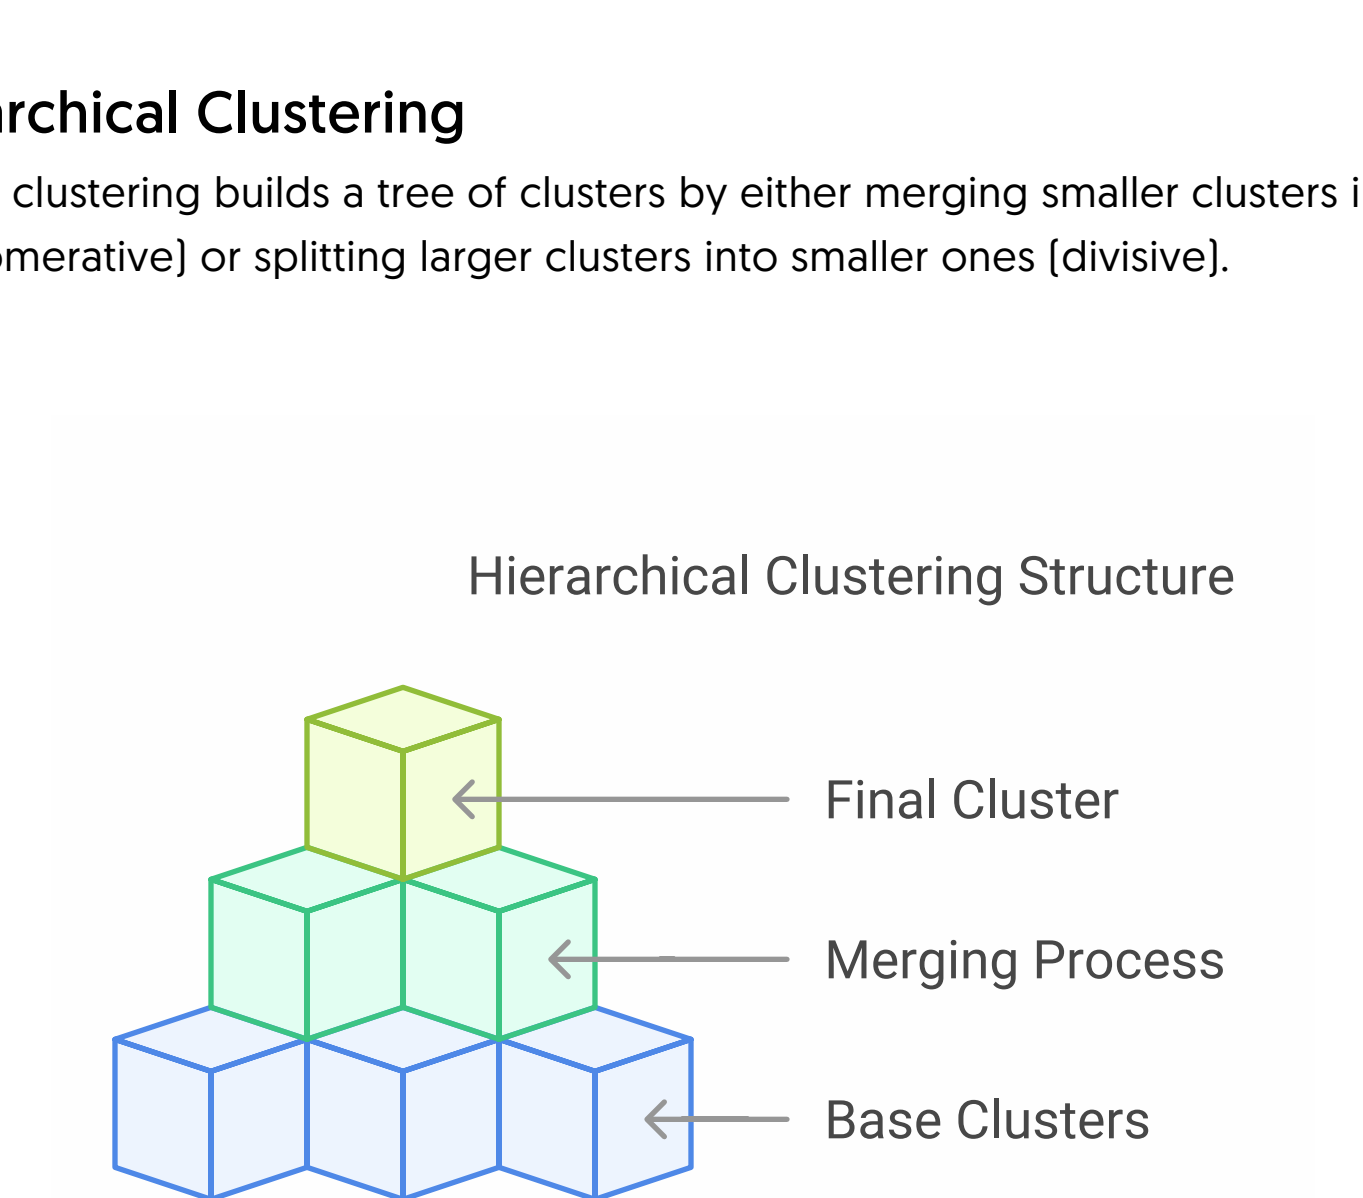 rchical Clustering
clustering builds a tree of clusters by either merging smaller clusters i
omerative) or splitting larger clusters into smaller ones (divisive).
Hierarchical Clustering Structure
Final Cluster
Merging Process
Base Clusters